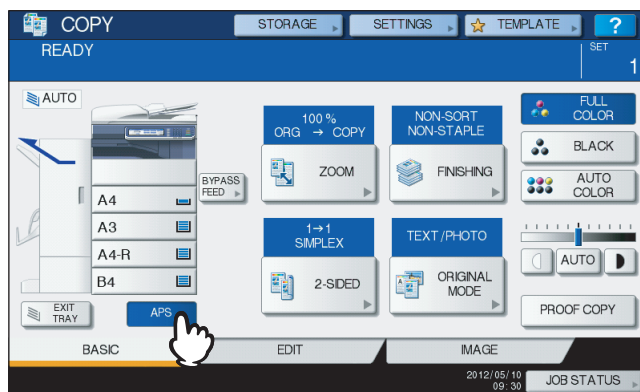 COPY
STORAGE
SETTINGS
TEMPLATE
?
READY
SET
1
AUTO
100 %
ORG → COPY
NON-SORT
NON-STAPLE
FULL
COLOR
ZOOM
FINISHING
BLACK
BYPASS
FEED
AUTO
COLOR
A4
A3
A4-R
B4
1→1
SIMPLEX
TEXT/PHOTO
2-SIDED
ORIGINAL
MODE
AUTO
EXIT
TRAY
APS
PROOF COPY
BASIC
EDIT
IMAGE
2012/05/10
09:30
JOB STATUS